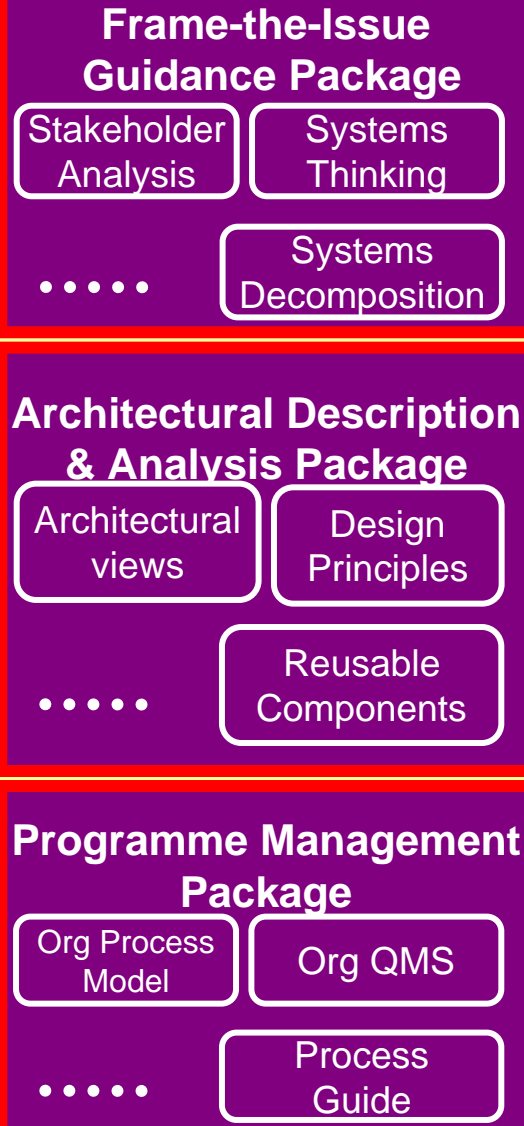 Frame-the-Issue
Guidance Package
Stakeholder
Analysis
Systems
Thinking
.....
Systems
Decomposition
Architectural Description
& Analysis Package
Architectural
views
Design
Principles
.....
Reusable
Components
Programme Management
Package
Org Process
Model
Org QMS
.....
Process
Guide